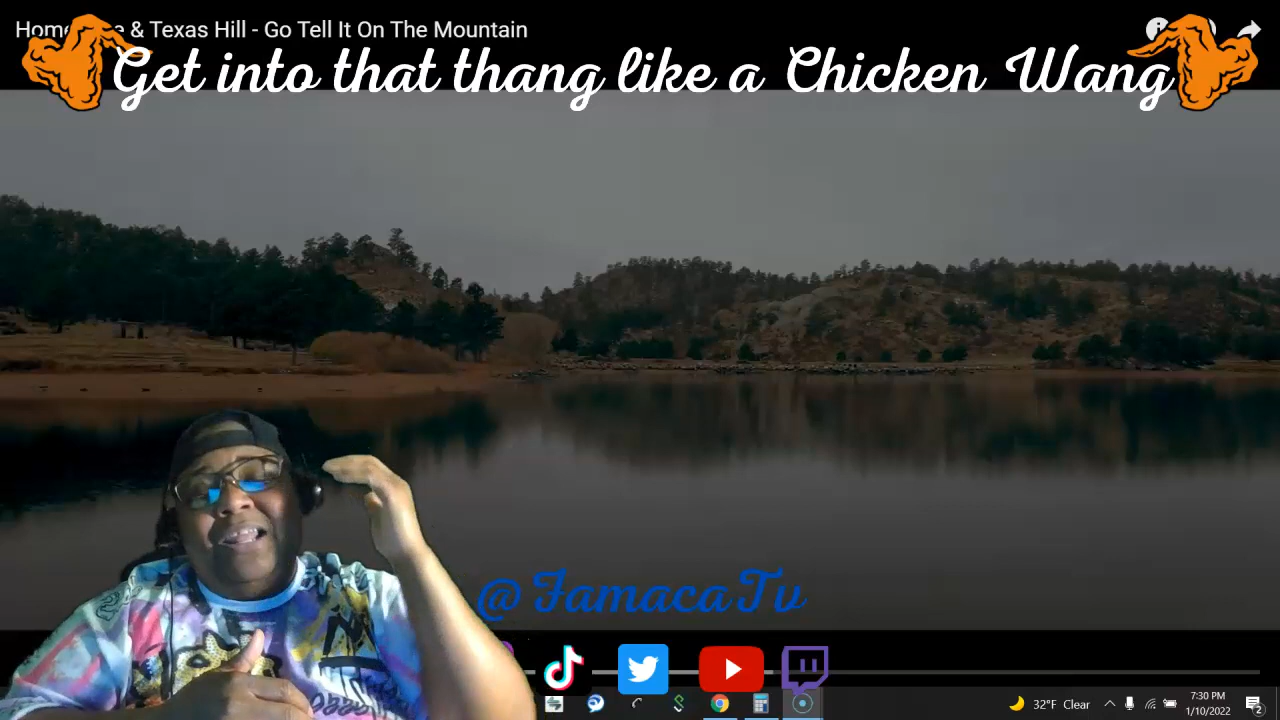 & Texas Hill - Go Tell It On The Mountain
Get into that thang like a Chicken Wang
@FamacaTv
32°F Clear
7:30 PM
1/10/2022
2